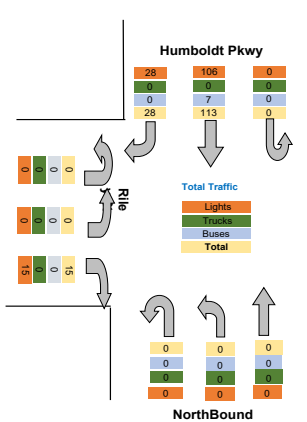 Humboldt Pkwy
28 106 0
0 0 0
0 7 0
28 113 0
Rile
0 0 0 0
0 0 0 0
15 0 0 15
Total Traffic
Lights
Trucks
Buses
Total
0 0 0
0 0 0
0 0 0
0 0 0
NorthBound